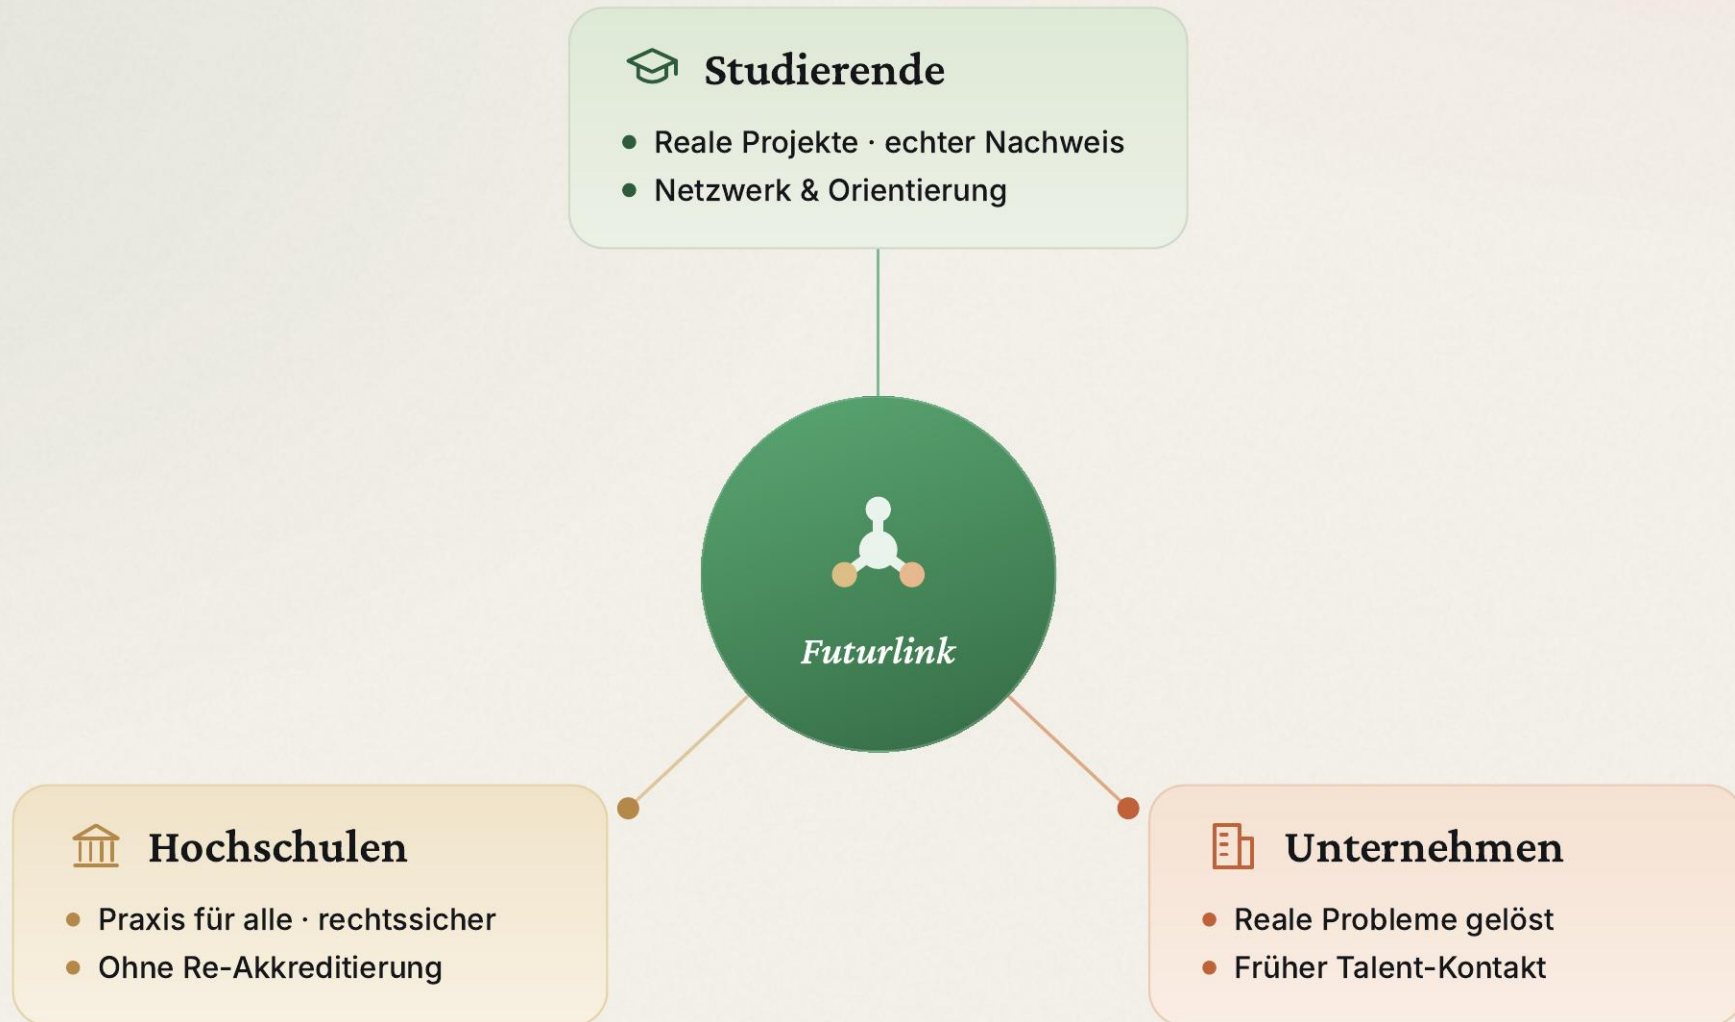 Studierende
Reale Projekte · echter Nachweis
Netzwerk & Orientierung
Futurlink
Hochschulen
Praxis für alle · rechtssicher
Ohne Re-Akkreditierung
Unternehmen
Reale Probleme gelöst
Früher Talent-Kontakt